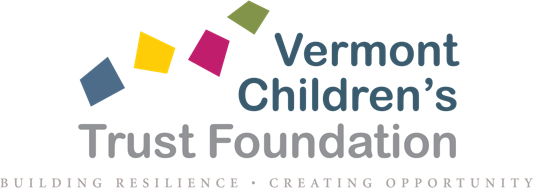 Vermont
Children's
Trust Foundation
BUILDING RESILIENCE • CREATING OPPORTUNITY